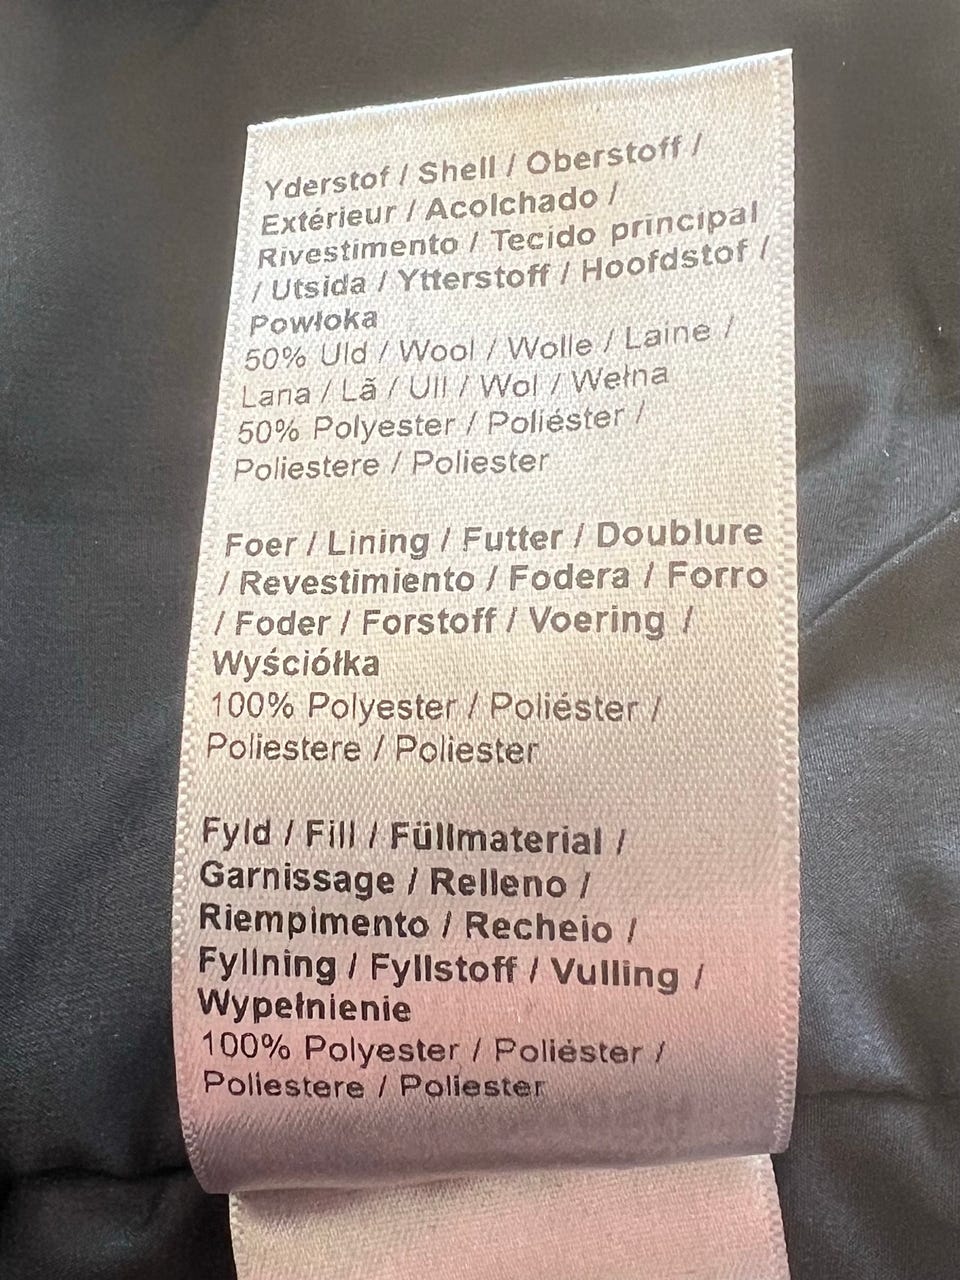 Yderstof / Shell / Oberstoff /
Extérieur / Acolchado /
Rivestimento / Tecido principal
/ Utsida / Ytterstoff / Hoofdstof /
Powłoka
50% Uld / Wool / Wolle / Laine /
Lana / Lã / Ull / Wol / Wełna
50% Polyester / Poliéster /
Poliestere / Poliester
Foer / Lining / Futter / Doublure
/ Revestimiento / Fodera / Forro
/ Foder / Forstoff / Voering /
Wyściółka
100% Polyester / Poliéster /
Poliestere / Poliester
Fyld / Fill / Füllmaterial /
Garnissage / Relleno /
Riempimento / Recheio /
Fyllning / Fyllstoff / Vulling /
Wypełnienie
100% Polyester / Poliéster /
Poliestere / Poliester